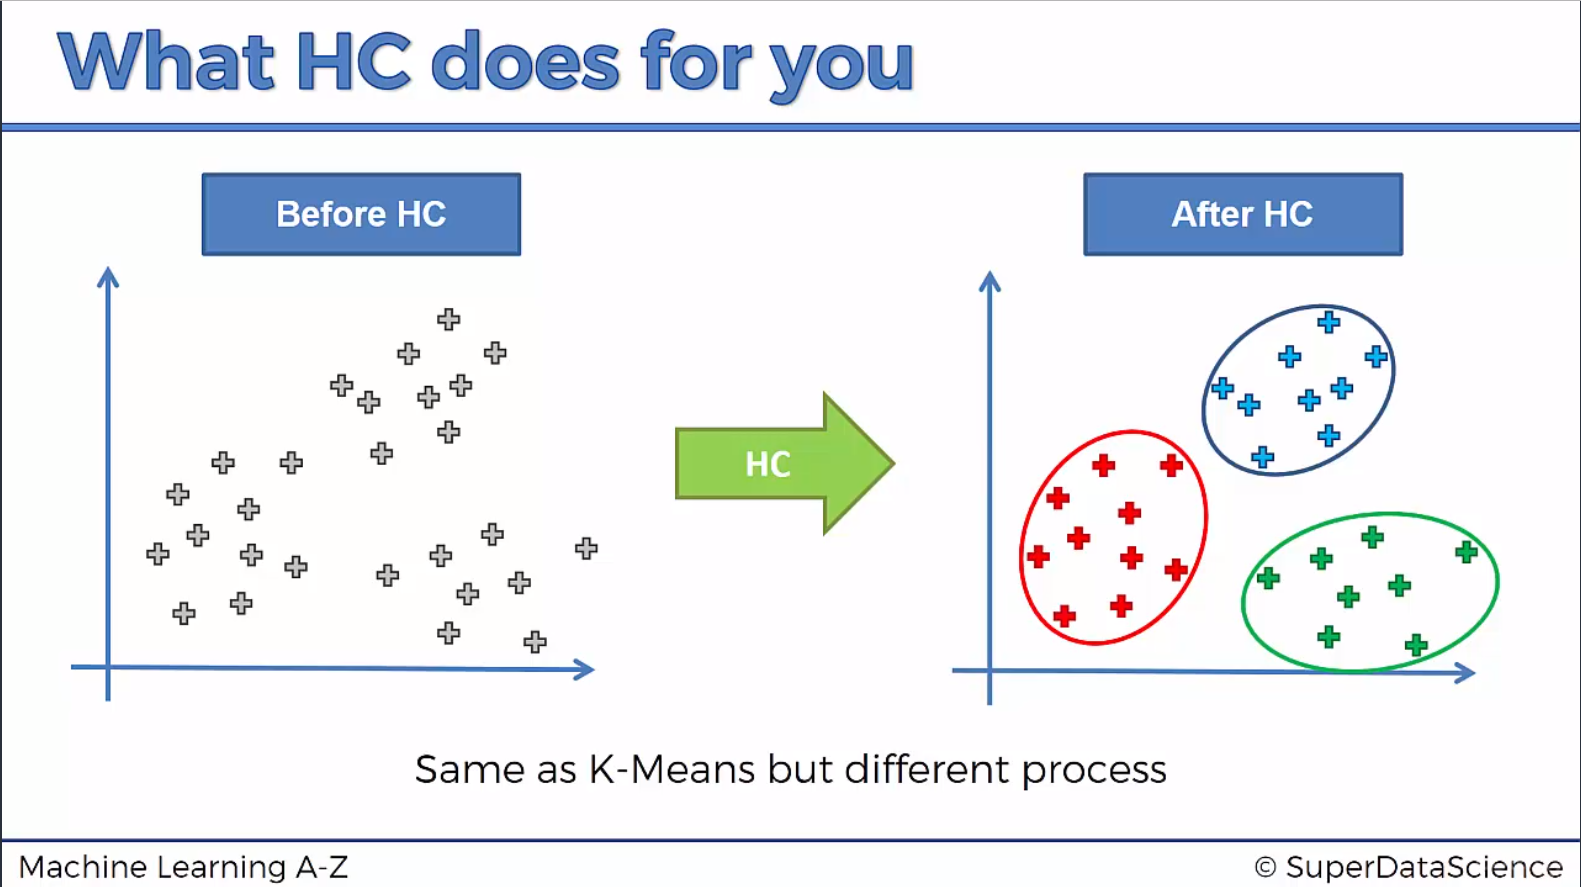 What HC does for you
Before HC
After HC
HC
Same as K-Means but different process
Machine Learning A-Z
© SuperDataScience